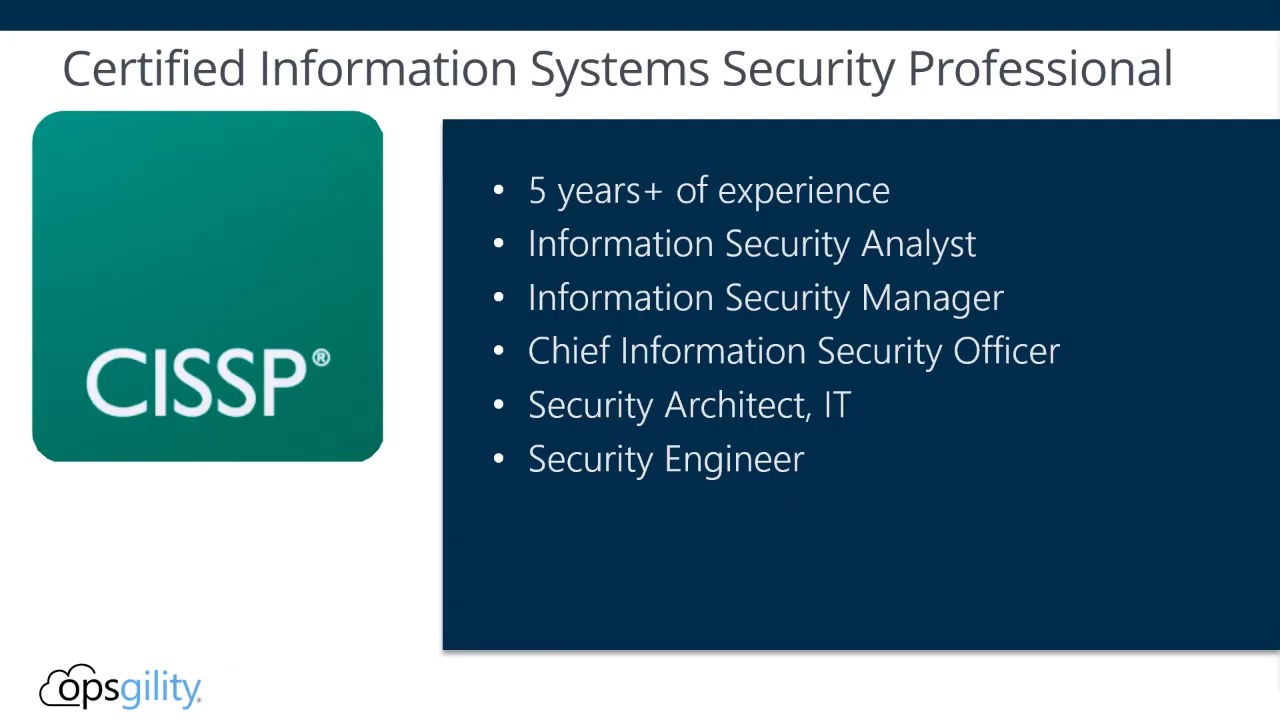 Certified Information Systems Security Professional
CISSP®
• 5 years+ of experience
• Information Security Analyst
• Information Security Manager
• Chief Information Security Officer
• Security Architect, IT
• Security Engineer
opsgility®